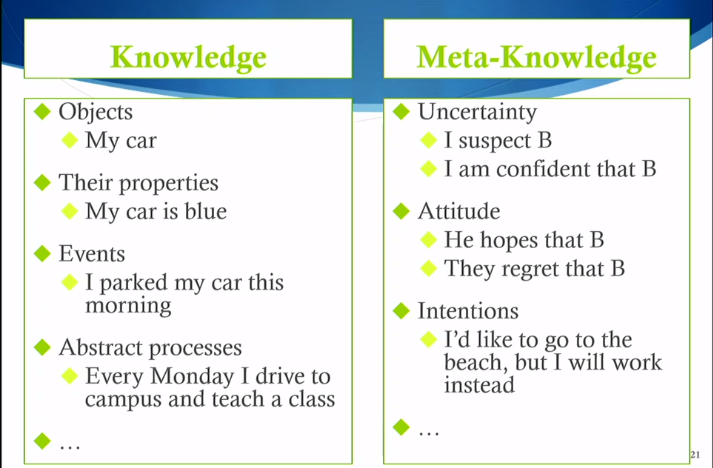 Knowledge
Objects
My car
Their properties
My car is blue
Events
I parked my car this
morning
Abstract processes
Every Monday I drive to
campus and teach a class
…
Meta-Knowledge
Uncertainty
I suspect B
I am confident that B
Attitude
He hopes that B
They regret that B
Intentions
I’d like to go to the
beach, but I will work
instead
…
21